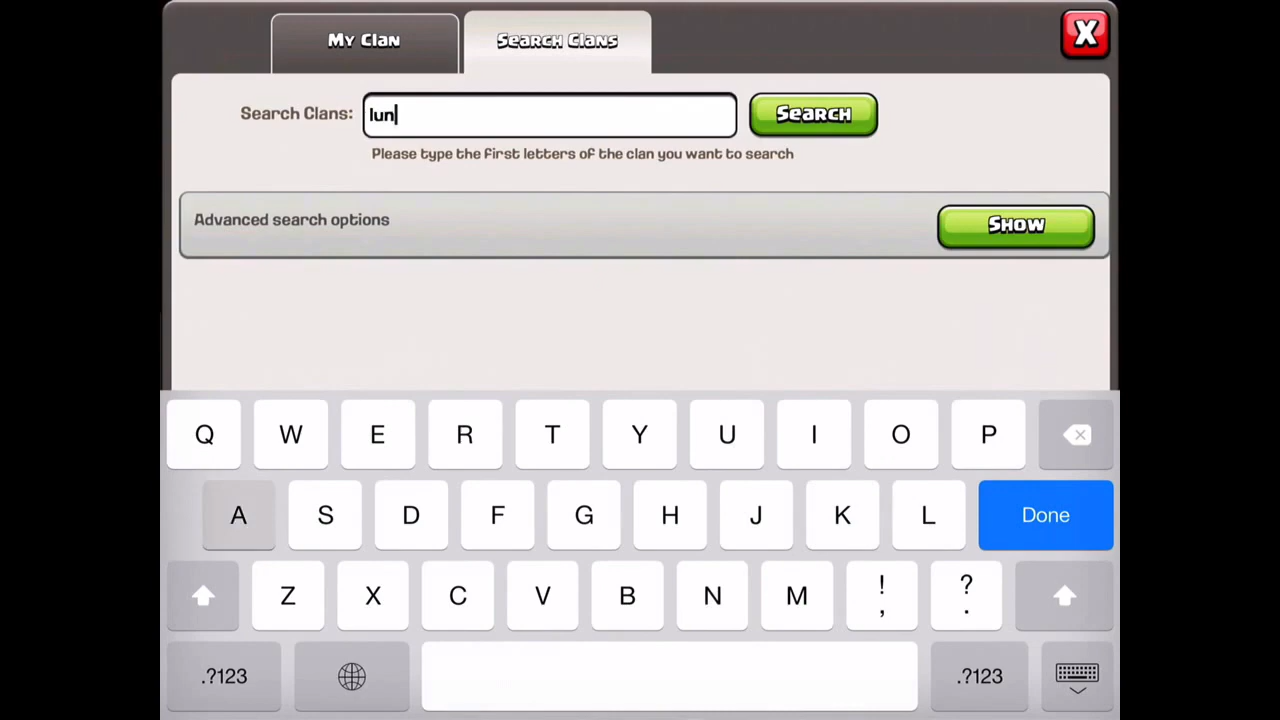 My Clan
Search Clans
X
Search Clans: lun
Search
Please type the first letters of the clan you want to search
Advanced search options
Show
Q W E R T Y U I O P
A S D F G H J K L Done
Z X C V B N M ! , ? .
.?123 .?123